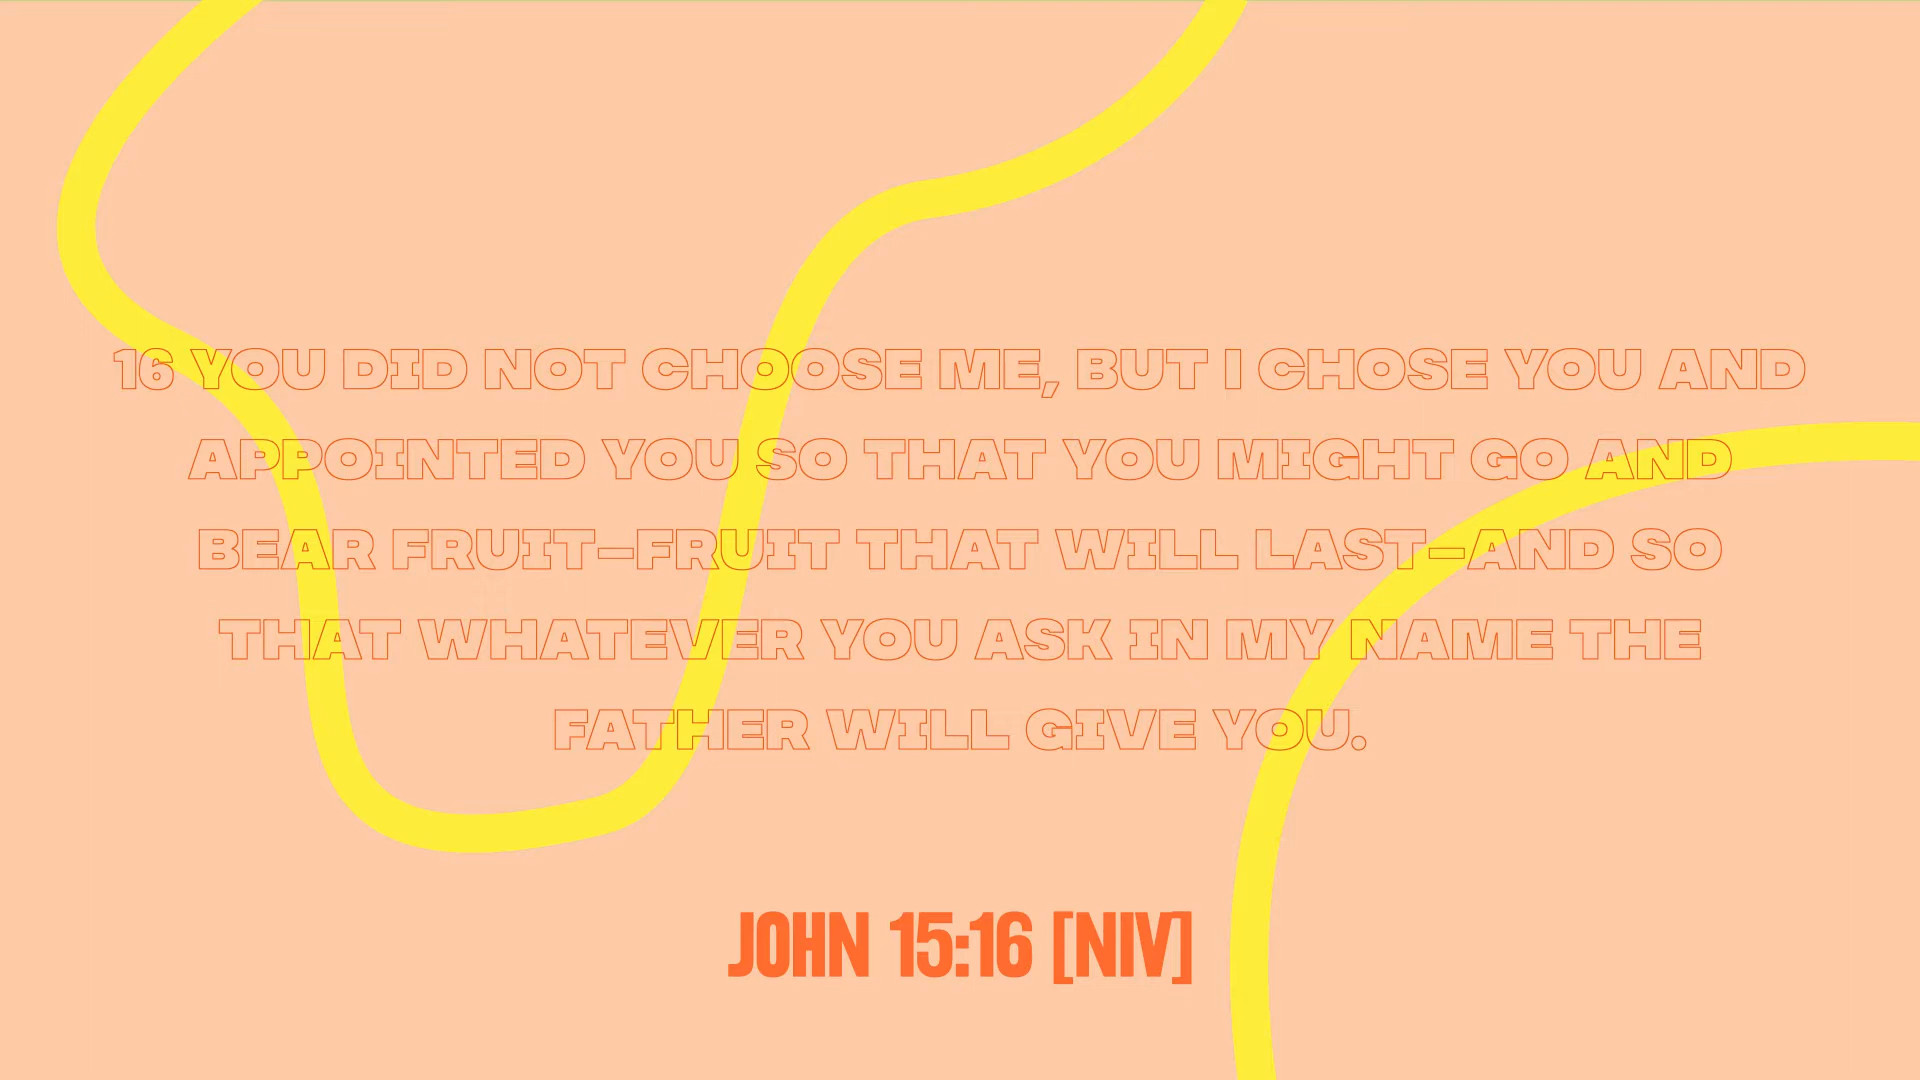 16 YOU DID NOT CHOOSE ME, BUT I CHOSE YOU AND
APPOINTED YOU SO THAT YOU MIGHT GO AND
BEAR FRUIT—FRUIT THAT WILL LAST—AND SO
THAT WHATEVER YOU ASK IN MY NAME THE
FATHER WILL GIVE YOU.
JOHN 15:16 [NIV]